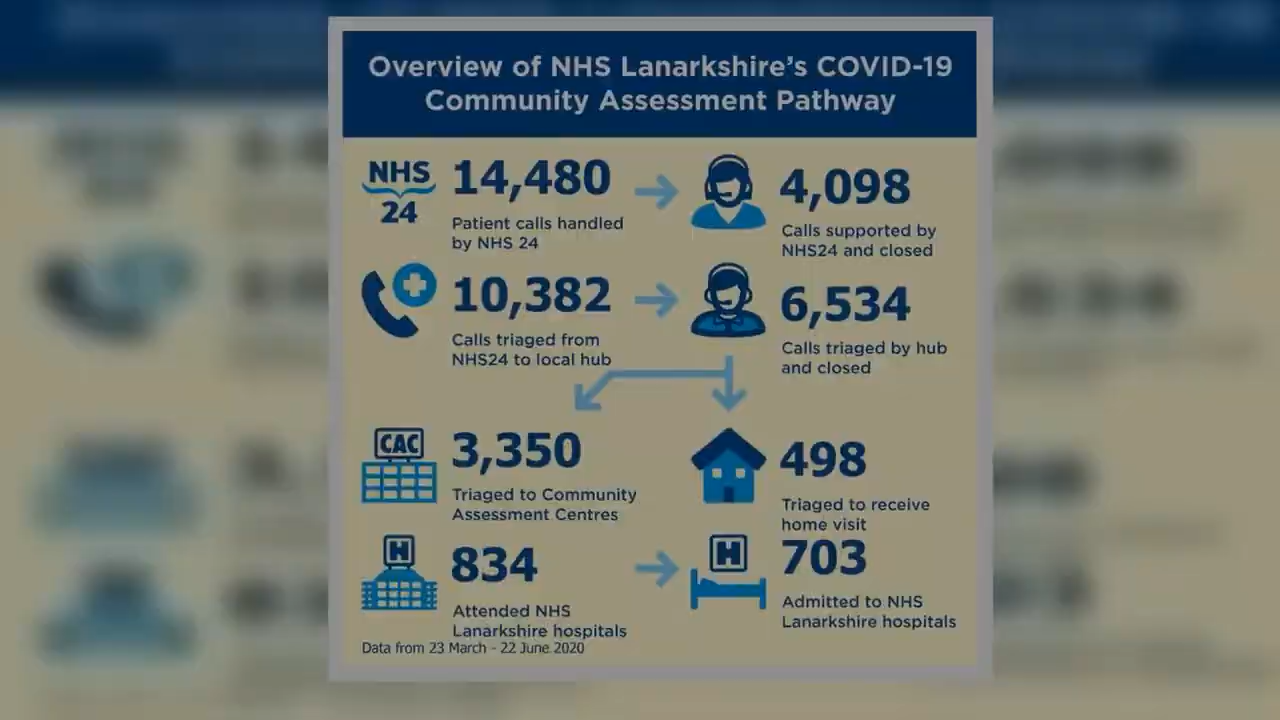 Overview of NHS Lanarkshire's COVID-19
Community Assessment Pathway
NHS
24
14,480
Patient calls handled
by NHS 24
4,098
Calls supported by
NHS24 and closed
10,382
Calls triaged from
NHS24 to local hub
6,534
Calls triaged by hub
and closed
CAC
3,350
Triaged to Community
Assessment Centres
498
Triaged to receive
home visit
H
834
Attended NHS
Lanarkshire hospitals
H
703
Admitted to NHS
Lanarkshire hospitals
Data from 23 March - 22 June 2020